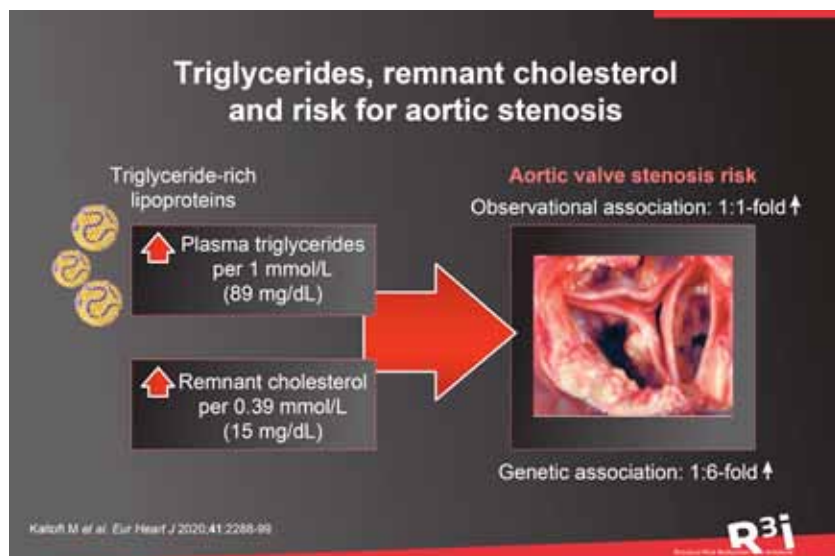 Triglycerides, remnant cholesterol
and risk for aortic stenosis
Triglyceride-rich
lipoproteins
Plasma triglycerides
per 1 mmol/L
(89 mg/dL)
Remnant cholesterol
per 0.39 mmol/L
(15 mg/dL)
Aortic valve stenosis risk
Observational association: 1:1-fold
Genetic association: 1:6-fold
Kaltoft M et al. Eur Heart J 2020;41:2288-99
R3i